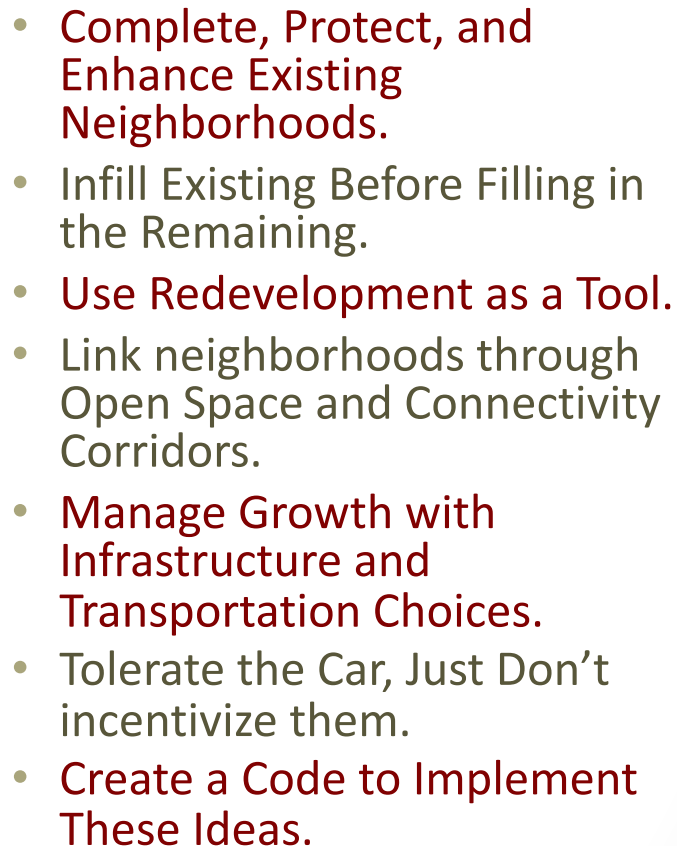 • Complete, Protect, and
Enhance Existing
Neighborhoods.
• Infill Existing Before Filling in
the Remaining.
• Use Redevelopment as a Tool.
• Link neighborhoods through
Open Space and Connectivity
Corridors.
• Manage Growth with
Infrastructure and
Transportation Choices.
• Tolerate the Car, Just Don’t
incentivize them.
• Create a Code to Implement
These Ideas.